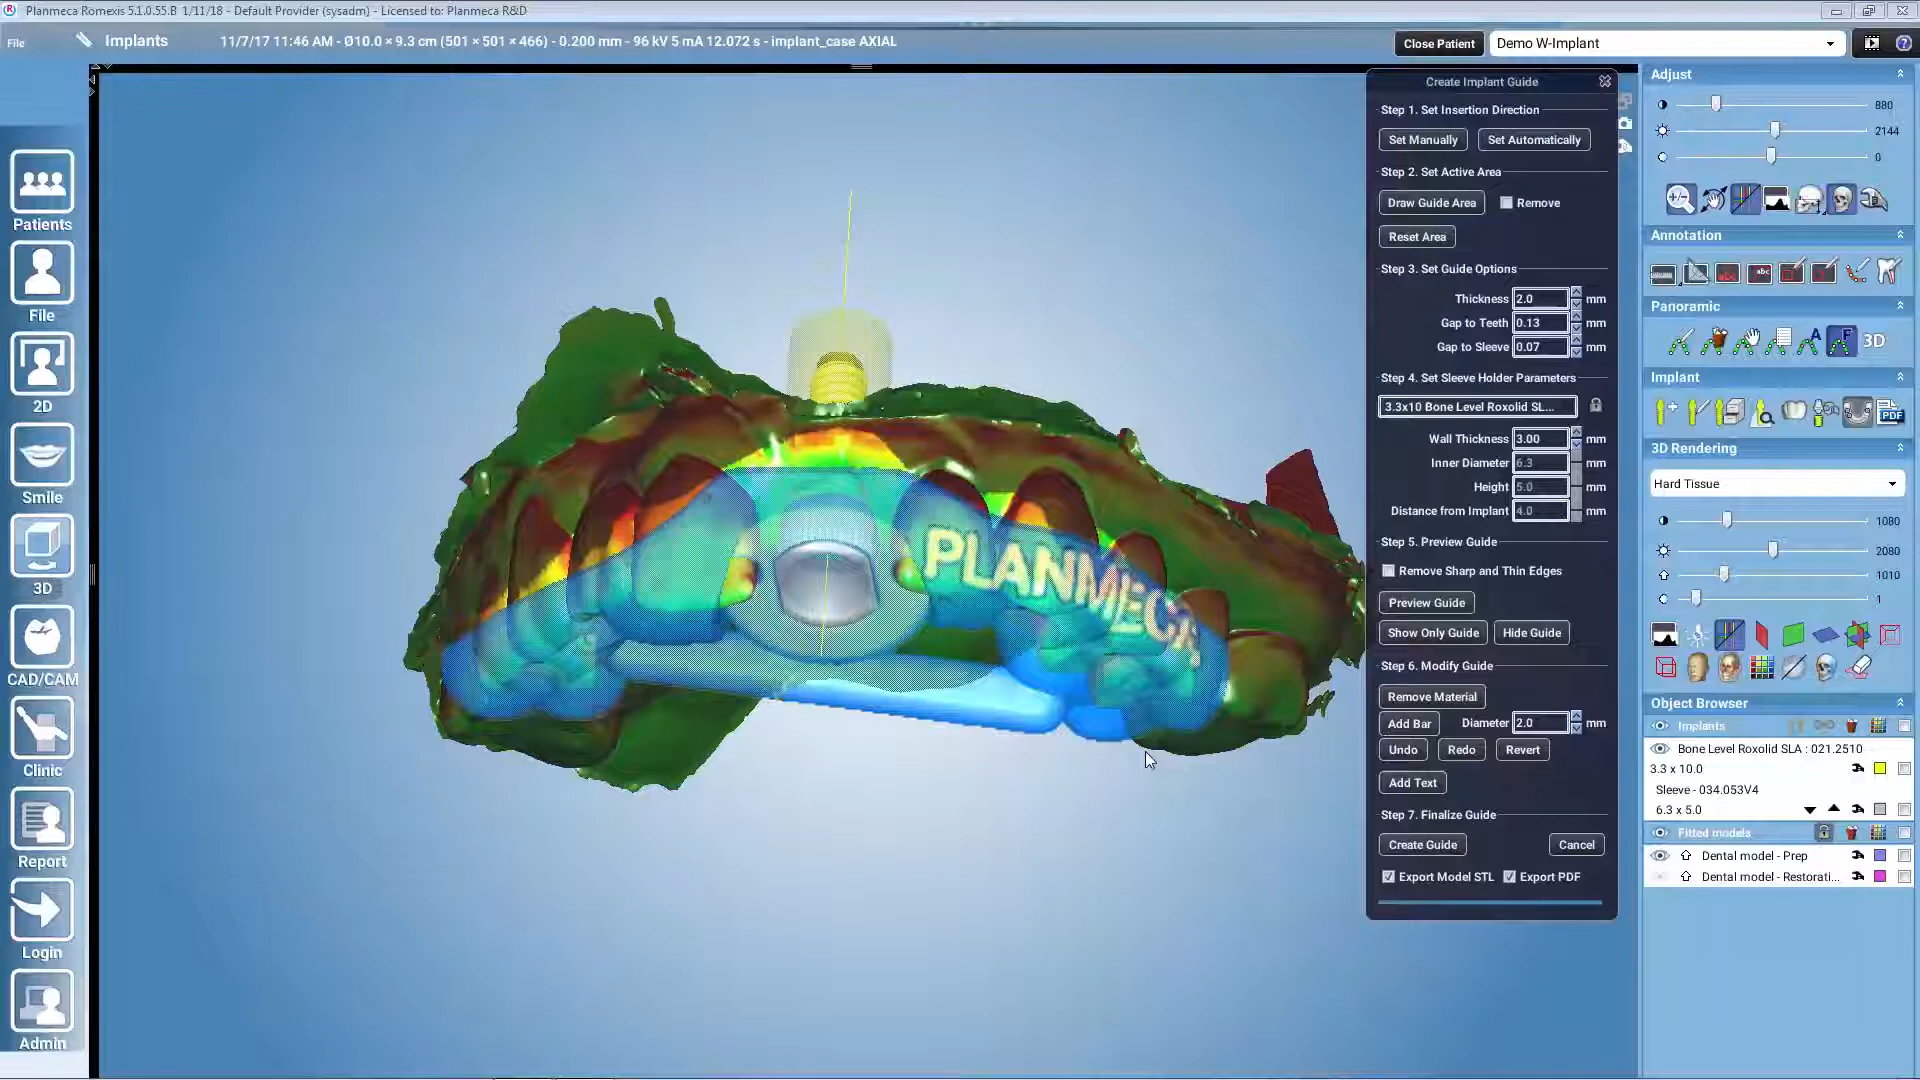 Planmeca Romexis 5.1.0.55.B 1/11/18 - Default Provider (sysadm) - Licensed to: Planmeca R&D
File
Implants
11/7/17 11:46 AM - Ø10.0 × 9.3 cm (501 × 501 × 466) - 0.200 mm - 96 kV 5 mA 12.072 s - implant_case AXIAL
Close Patient
Demo W-Implant
Patients
File
2D
Smile
3D
CAD/CAM
Clinic
Report
Login
Admin
PLANMECA
Create Implant Guide
Step 1. Set Insertion Direction
Set Manually Set Automatically
Step 2. Set Active Area
Draw Guide Area Remove
Reset Area
Step 3. Set Guide Options
Thickness 2.0 mm
Gap to Teeth 0.13 mm
Gap to Sleeve 0.07 mm
Step 4. Set Sleeve Holder Parameters
3.3x10 Bone Level Roxolid SL...
Wall Thickness 3.00 mm
Inner Diameter 6.3 mm
Height 5.0 mm
Distance from Implant 4.0 mm
Step 5. Preview Guide
Remove Sharp and Thin Edges
Preview Guide
Show Only Guide Hide Guide
Step 6. Modify Guide
Remove Material
Add Bar Diameter 2.0 mm
Undo Redo Revert
Add Text
Step 7. Finalize Guide
Create Guide Cancel
Export Model STL Export PDF
Adjust
880
2144
0
Annotation
abc abc
Panoramic
A F 3D
Implant
PDF
3D Rendering
Hard Tissue
1080
2080
1010
1
Object Browser
Implants
Bone Level Roxolid SLA : 021.2510
3.3 x 10.0
Sleeve - 034.053V4
6.3 x 5.0
Fitted models
Dental model - Prep
Dental model - Restorati...